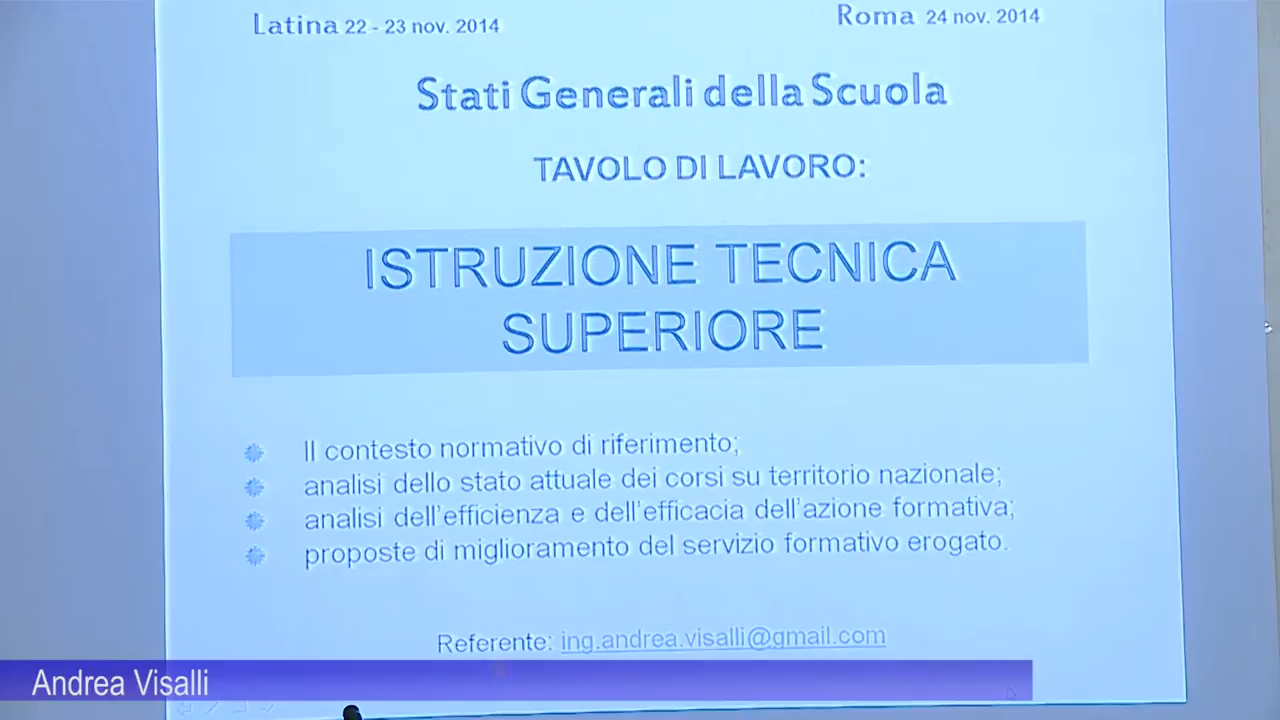 Latina 22 - 23 nov. 2014
Roma 24 nov. 2014
Stati Generali della Scuola
TAVOLO DI LAVORO:
ISTRUZIONE TECNICA
SUPERIORE
Il contesto normativo di riferimento;
analisi dello stato attuale dei corsi su territorio nazionale;
analisi dell'efficienza e dell'efficacia dell'azione formativa;
proposte di miglioramento del servizio formativo erogato.
Referente: ing.andrea.visalli@gmail.com
Andrea Visalli